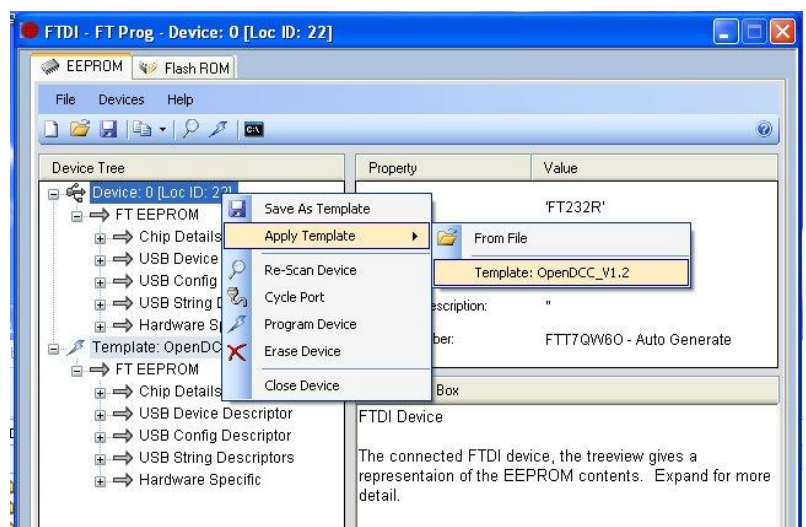 FTDI - FT Prog - Device: 0 [Loc ID: 22]
EEPROM
Flash ROM
File Devices Help
Device Tree
Property Value
Device: 0 [Loc ID: 22]
FT EEPROM
Chip Details
USB Device
USB Config
USB String
Hardware
Template: OpenDC
FT EEPROM
Chip Details
USB Device Descriptor
USB Config Descriptor
USB String Descriptors
Hardware Specific
Save As Template
Apply Template
Re-Scan Device
Cycle Port
Program Device
Erase Device
Close Device
From File
Template: OpenDCC_V1.2
'FT232R'
escription: "
ber: FTT7QW6O - Auto Generate
Box
FTDI Device
The connected FTDI device, the treeview gives a
representaion of the EEPROM contents. Expand for more
detail.